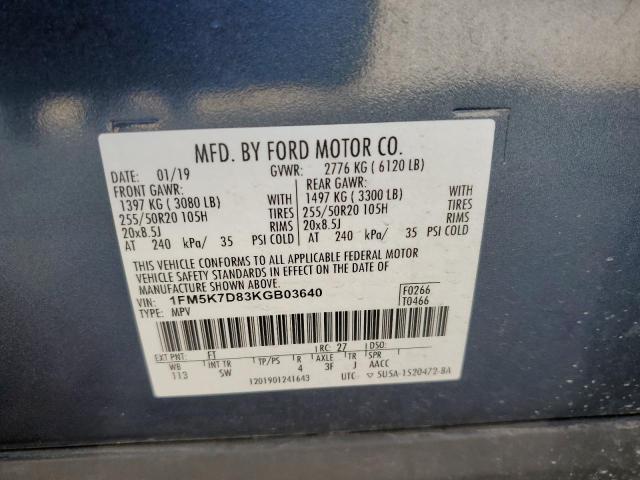 MFD. BY FORD MOTOR CO.
DATE: 01/19 GVWR: 2776 KG ( 6120 LB)
FRONT GAWR: REAR GAWR:
1397 KG ( 3080 LB) WITH 1497 KG ( 3300 LB) WITH
255/50R20 105H TIRES 255/50R20 105H TIRES
20x8.5J RIMS 20x8.5J RIMS
AT 240 kPa/ 35 PSI COLD AT 240 kPa/ 35 PSI COLD
THIS VEHICLE CONFORMS TO ALL APPLICABLE FEDERAL MOTOR
VEHICLE SAFETY STANDARDS IN EFFECT ON THE DATE OF
MANUFACTURE SHOWN ABOVE.
VIN: 1FM5K7D83KGB03640 F0266
TYPE: MPV T0466
EXT PNT: FT RC: 27
WB INT TR TP/PS R AXLE TR SPR
113 SW 4 3F J AACC
1201901241643 UTC ▽ 5U5A-1520472-BA